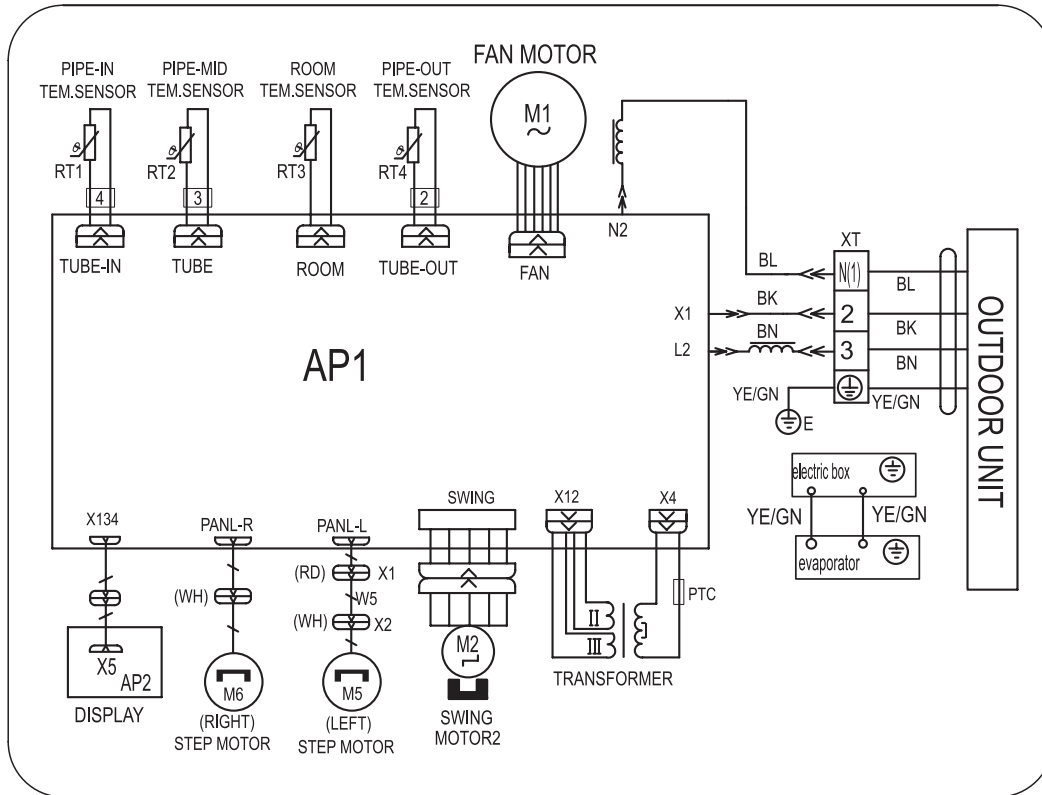 FAN MOTOR
M1
PIPE-IN
TEM.SENSOR
PIPE-MID
TEM.SENSOR
ROOM
TEM.SENSOR
PIPE-OUT
TEM.SENSOR
RT1
RT2
RT3
RT4
4
3
2
TUBE-IN
TUBE
ROOM
TUBE-OUT
FAN
N2
XT
BL
N(1)
BL
X1
BK
2
BK
L2
BN
3
BN
YE/GN
YE/GN
E
OUTDOOR UNIT
AP1
electric box
YE/GN
YE/GN
evaporator
X134
PANL-R
PANL-L
SWING
X12
X4
(RD)
X1
(WH)
W5
(WH)
X2
PTC
II
III
TRANSFORMER
X5
AP2
DISPLAY
M6
(RIGHT)
STEP MOTOR
M5
(LEFT)
STEP MOTOR
M2
SWING
MOTOR2